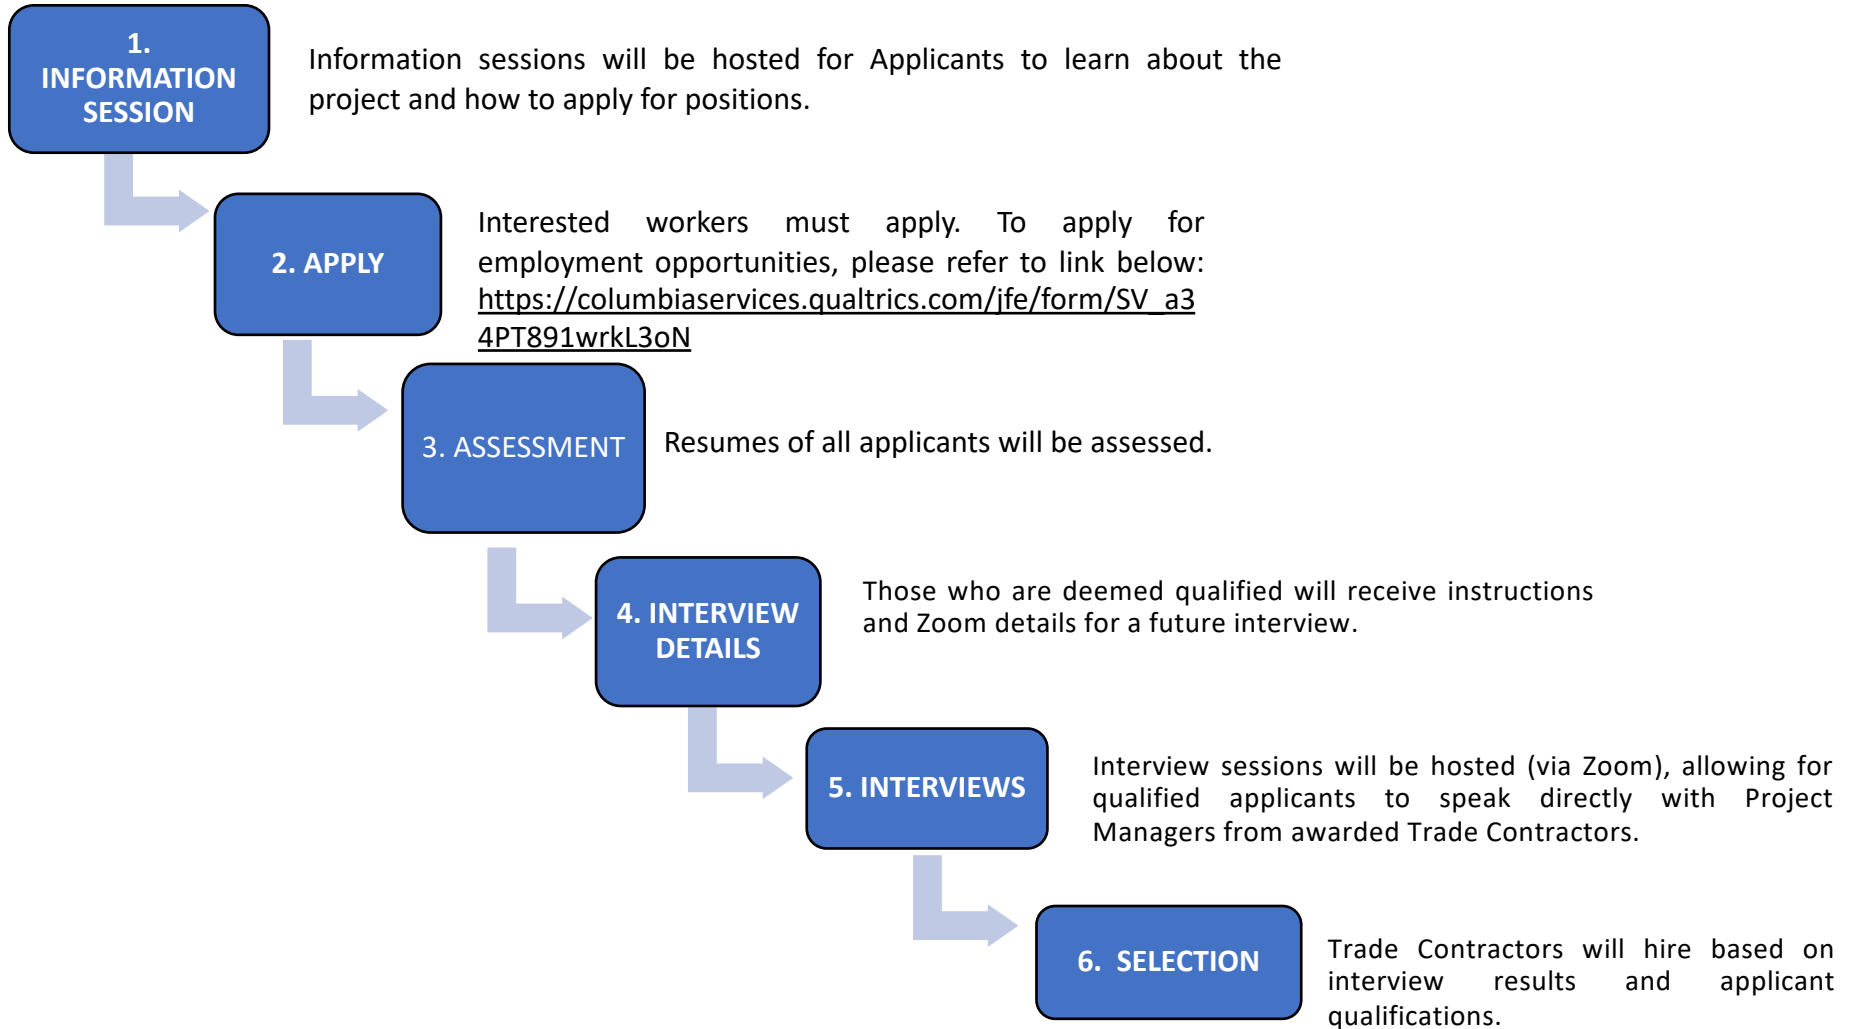 1.
INFORMATION
SESSION
Information sessions will be hosted for Applicants to learn about the
project and how to apply for positions.
2. APPLY
Interested workers must apply. To apply for
employment opportunities, please refer to link below:
https://columbiaservices.qualtrics.com/jfe/form/SV_a3
4PT891wrkL3oN
3. ASSESSMENT
Resumes of all applicants will be assessed.
4. INTERVIEW
DETAILS
Those who are deemed qualified will receive instructions
and Zoom details for a future interview.
5. INTERVIEWS
Interview sessions will be hosted (via Zoom), allowing for
qualified applicants to speak directly with Project
Managers from awarded Trade Contractors.
6. SELECTION
Trade Contractors will hire based on
interview results and applicant
qualifications.